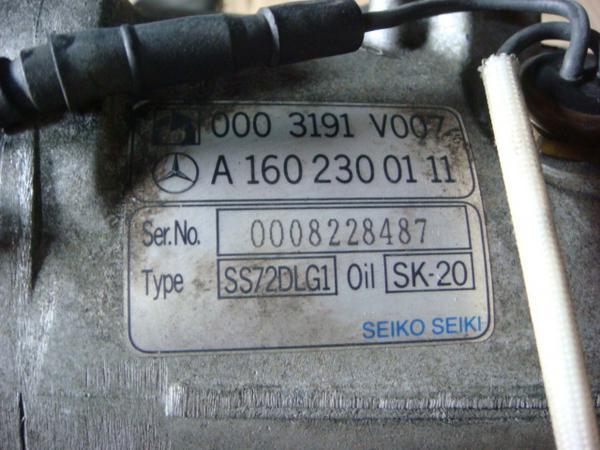 000 3191 V007
A 160 230 01 11
Ser.No. 0008228487
Type SS72DLG1 Oil SK-20
SEIKO SEIKI